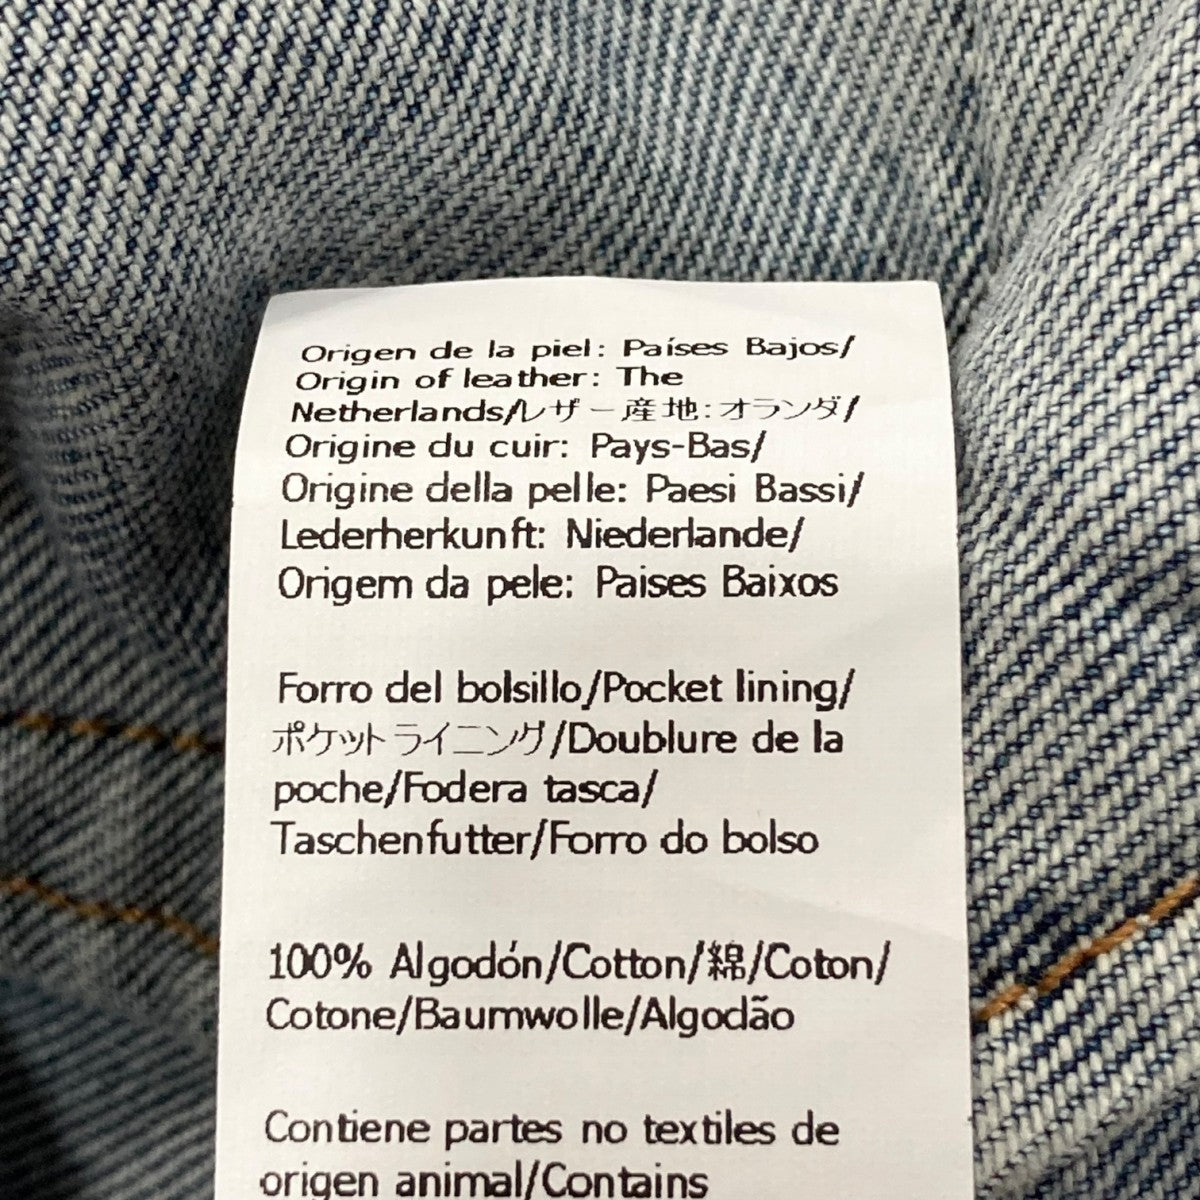 Origen de la piel: Países Bajos/
Origin of leather: The
Netherlands/レザー産地:オランダ/
Origine du cuir: Pays-Bas/
Origine della pelle: Paesi Bassi/
Lederherkunft: Niederlande/
Origem da pele: Paises Baixos
Forro del bolsillo/Pocket lining/
ポケットライニング/Doublure de la
poche/Fodera tasca/
Taschenfutter/Forro do bolso
100% Algodón/Cotton/綿/Coton/
Cotone/Baumwolle/Algodão
Contiene partes no textiles de
origen animal/Contains